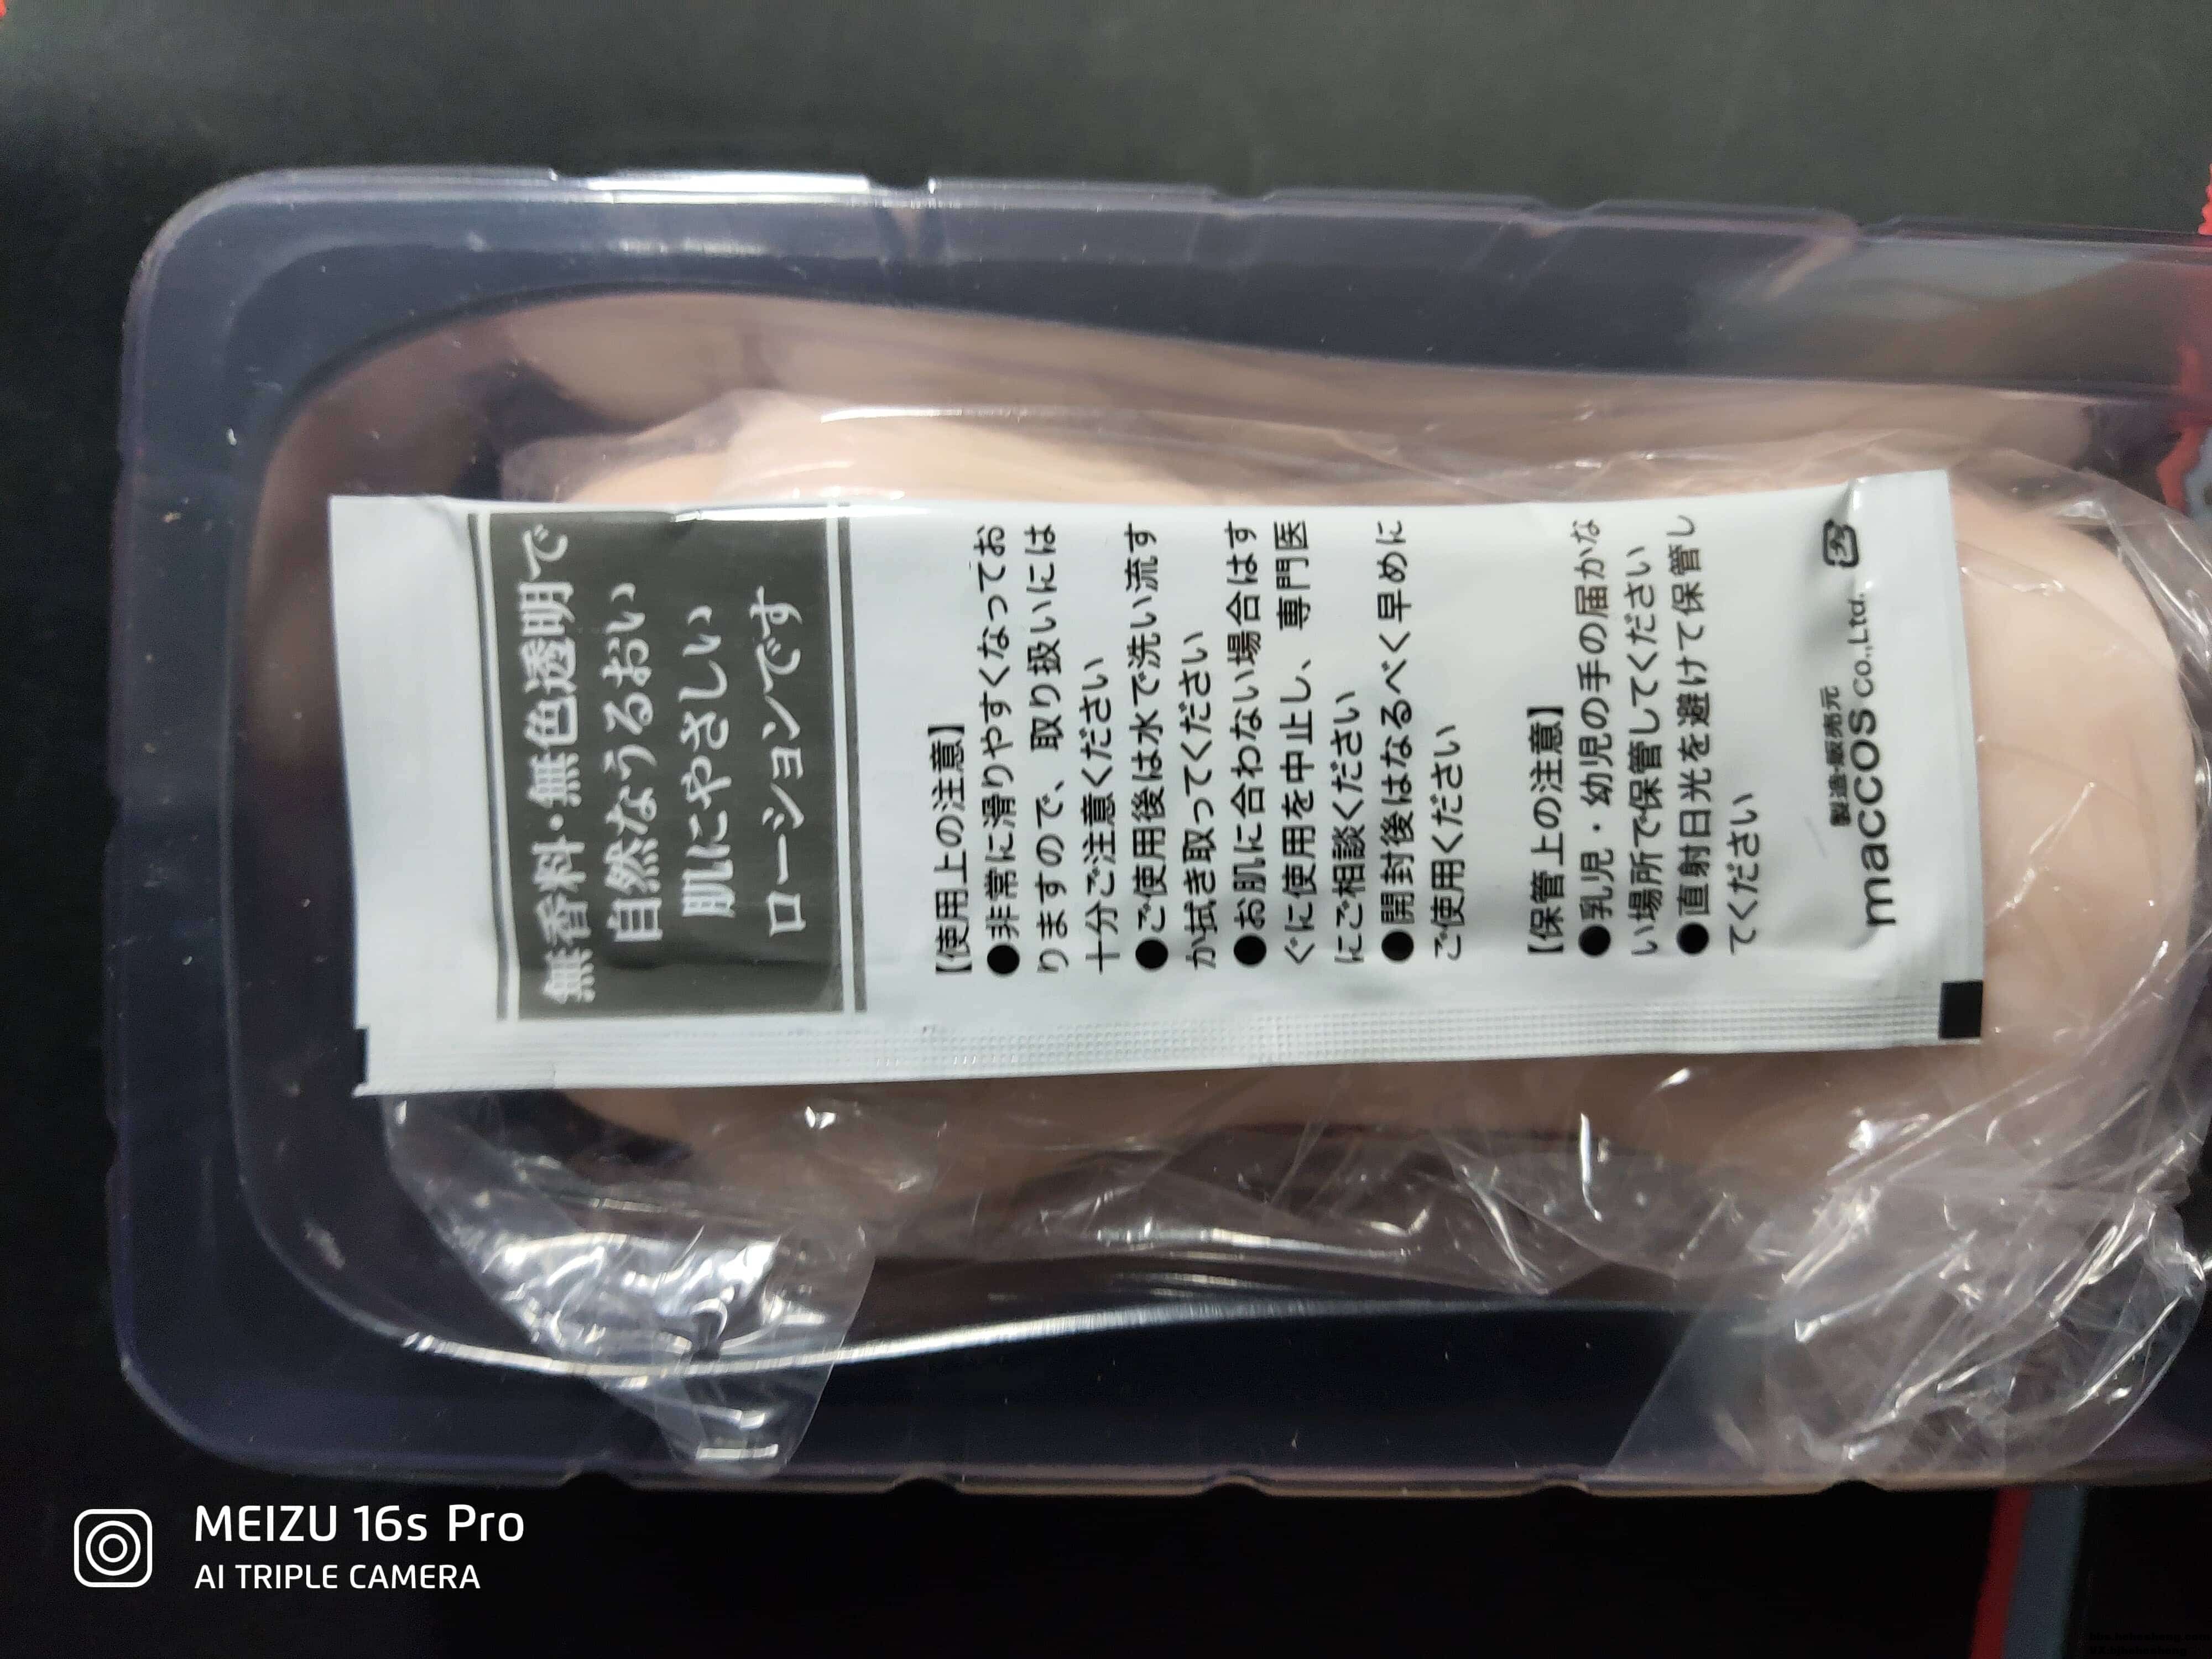 無香料・無色透明で
自然なうるおい
肌にやさしい
ローションです
【使用上の注意】
●非常に滑りやすくなってお
りますので、取り扱いには
十分ご注意ください
●ご使用後は水で洗い流す
か拭き取ってください
●お肌に合わない場合はす
ぐに使用を中止し、専門医
にご相談ください
●開封後はなるべく早めに
ご使用ください
【保管上の注意】
●乳児・幼児の手の届かな
い場所で保管してください
●直射日光を避けて保管し
てください
製造・販売元
maccos Co.,Ltd.
プラ
MEIZU 16s Pro
AI TRIPLE CAMERA